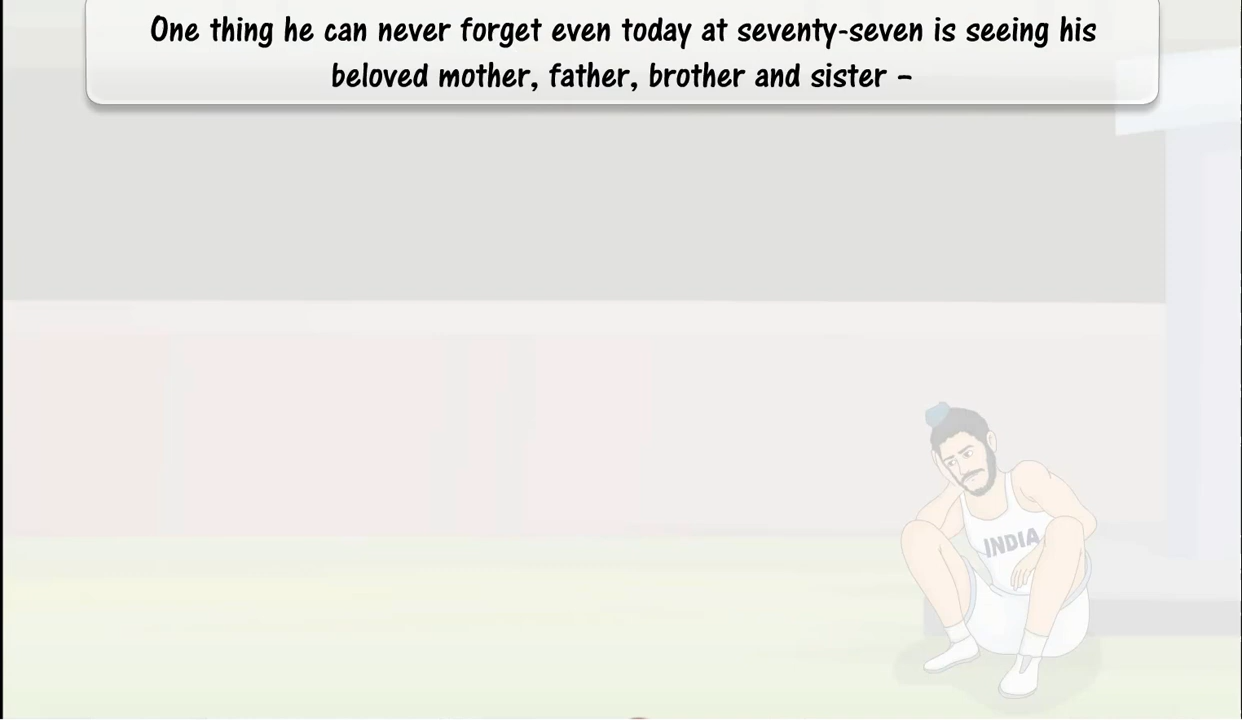 One thing he can never forget even today at seventy-seven is seeing his
beloved mother, father, brother and sister –
INDIA